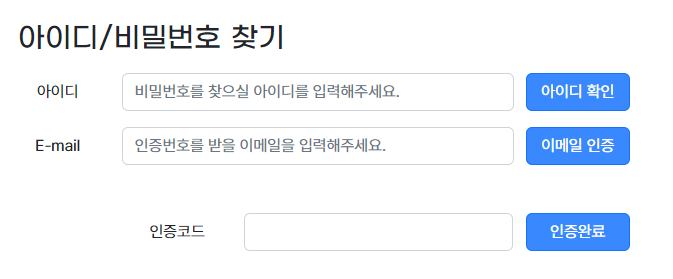 아이디/비밀번호 찾기
아이디 비밀번호를 찾으실 아이디를 입력해주세요. 아이디 확인
E-mail 인증번호를 받을 이메일을 입력해주세요. 이메일 인증
인증코드 인증완료